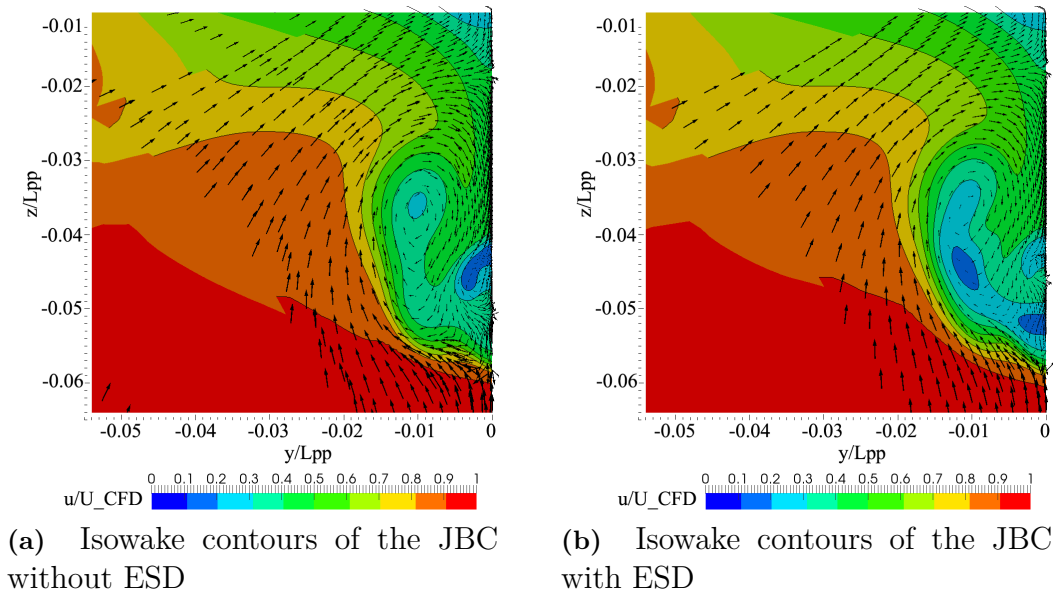 -0.01
-0.02
-0.03
-0.04
-0.05
-0.06
z/Lpp
-0.05 -0.04 -0.03 -0.02 -0.01 0
y/Lpp
0 0.1 0.2 0.3 0.4 0.5 0.6 0.7 0.8 0.9 1
u/U_CFD
(a) Isowake contours of the JBC
without ESD
-0.01
-0.02
-0.03
-0.04
-0.05
-0.06
z/Lpp
-0.05 -0.04 -0.03 -0.02 -0.01 0
y/Lpp
0 0.1 0.2 0.3 0.4 0.5 0.6 0.7 0.8 0.9 1
u/U_CFD
(b) Isowake contours of the JBC
with ESD